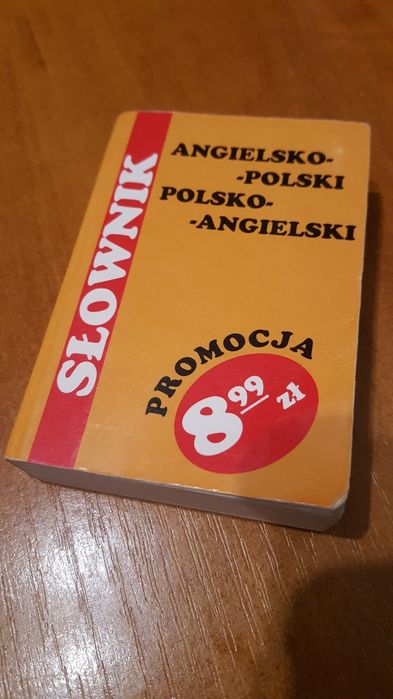 SŁOWNIK
ANGIELSKO-
-POLSKI
POLSKO-
-ANGIELSKI
PROMOCJA
8 99 zł